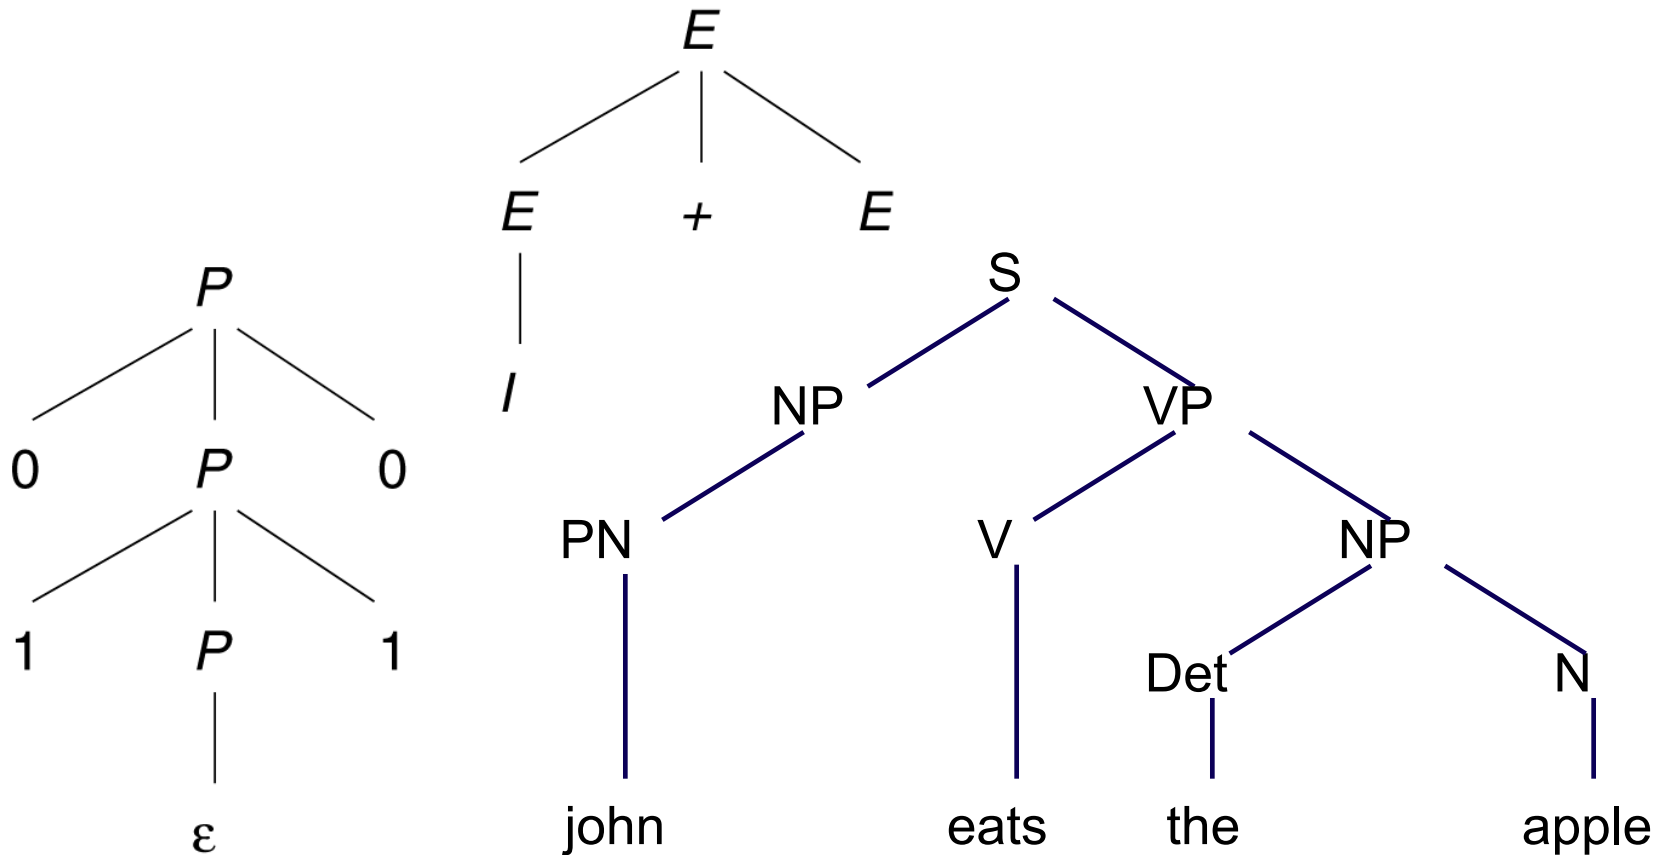 E
E + E
I
P
0 P 0
1 P 1
ε
S
NP VP
PN V NP
Det N
john eats the apple